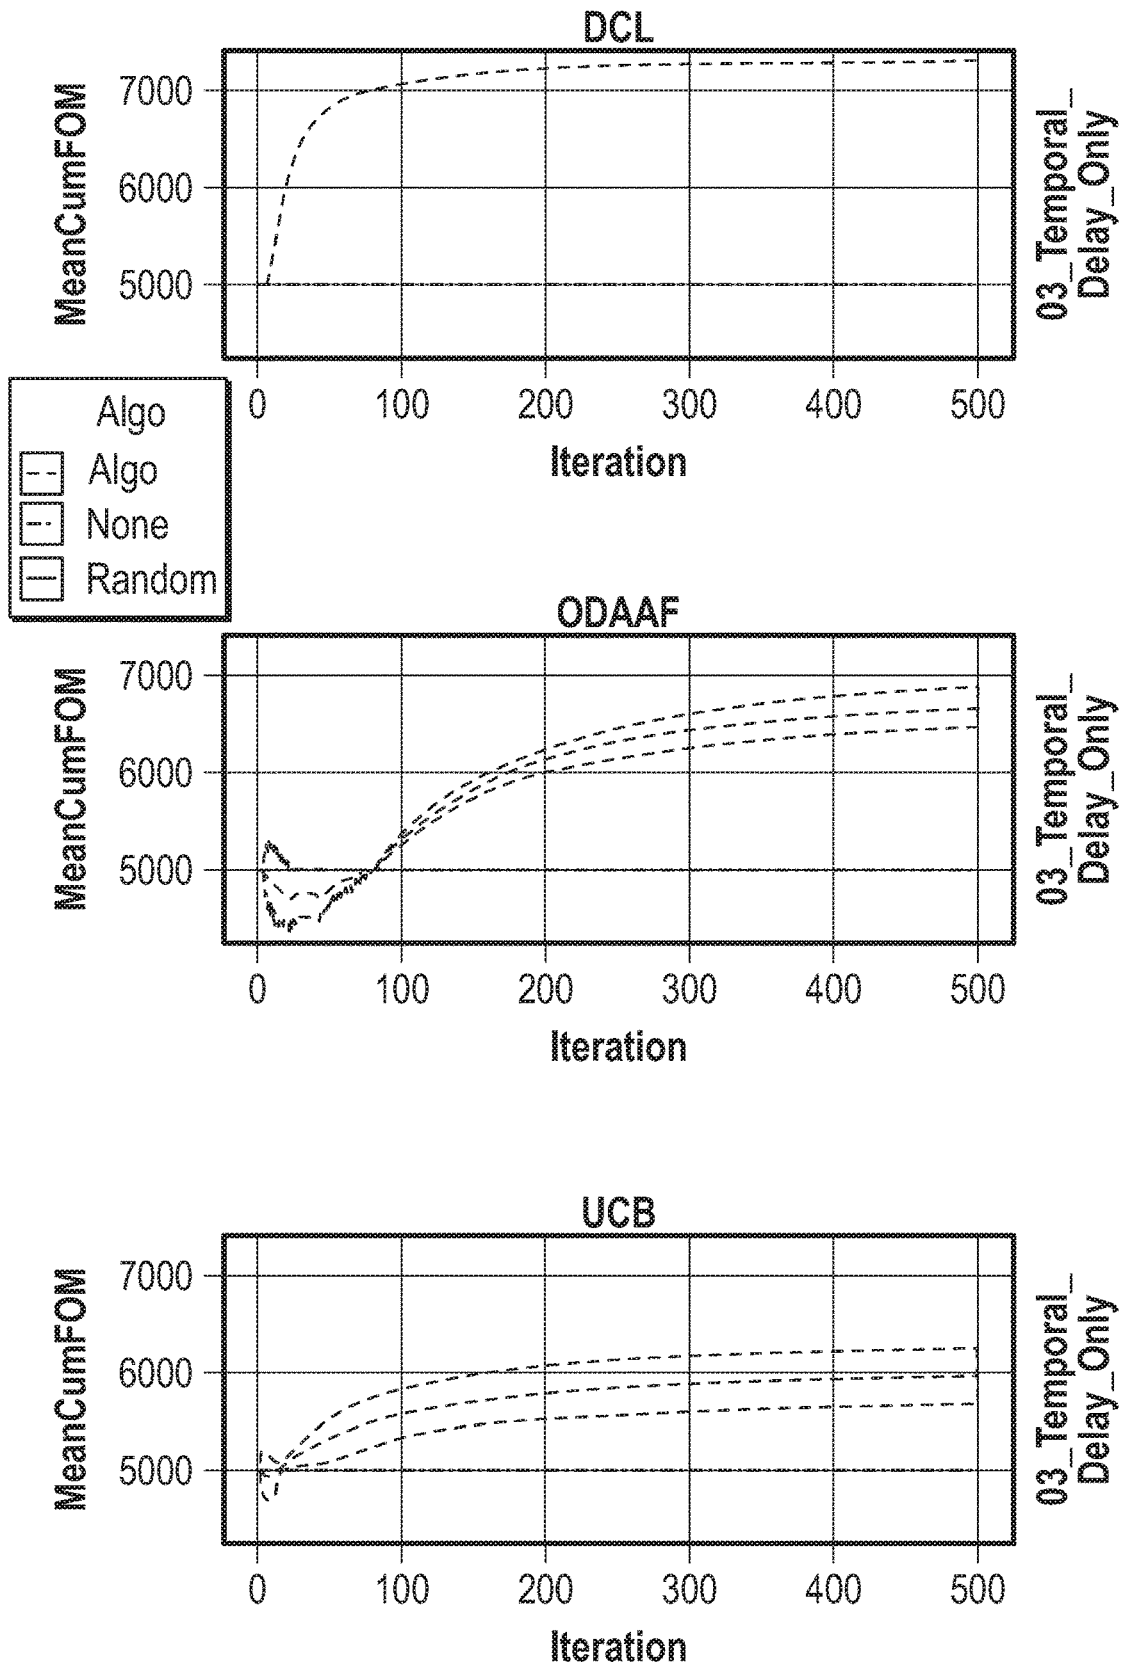 DCL
MeanCumFOM
7000
6000
5000
03_Temporal_
Delay_Only
0 100 200 300 400 500
Iteration
Algo
Algo
None
Random
ODAAF
MeanCumFOM
7000
6000
5000
03_Temporal_
Delay_Only
0 100 200 300 400 500
Iteration
UCB
MeanCumFOM
7000
6000
5000
03_Temporal_
Delay_Only
0 100 200 300 400 500
Iteration